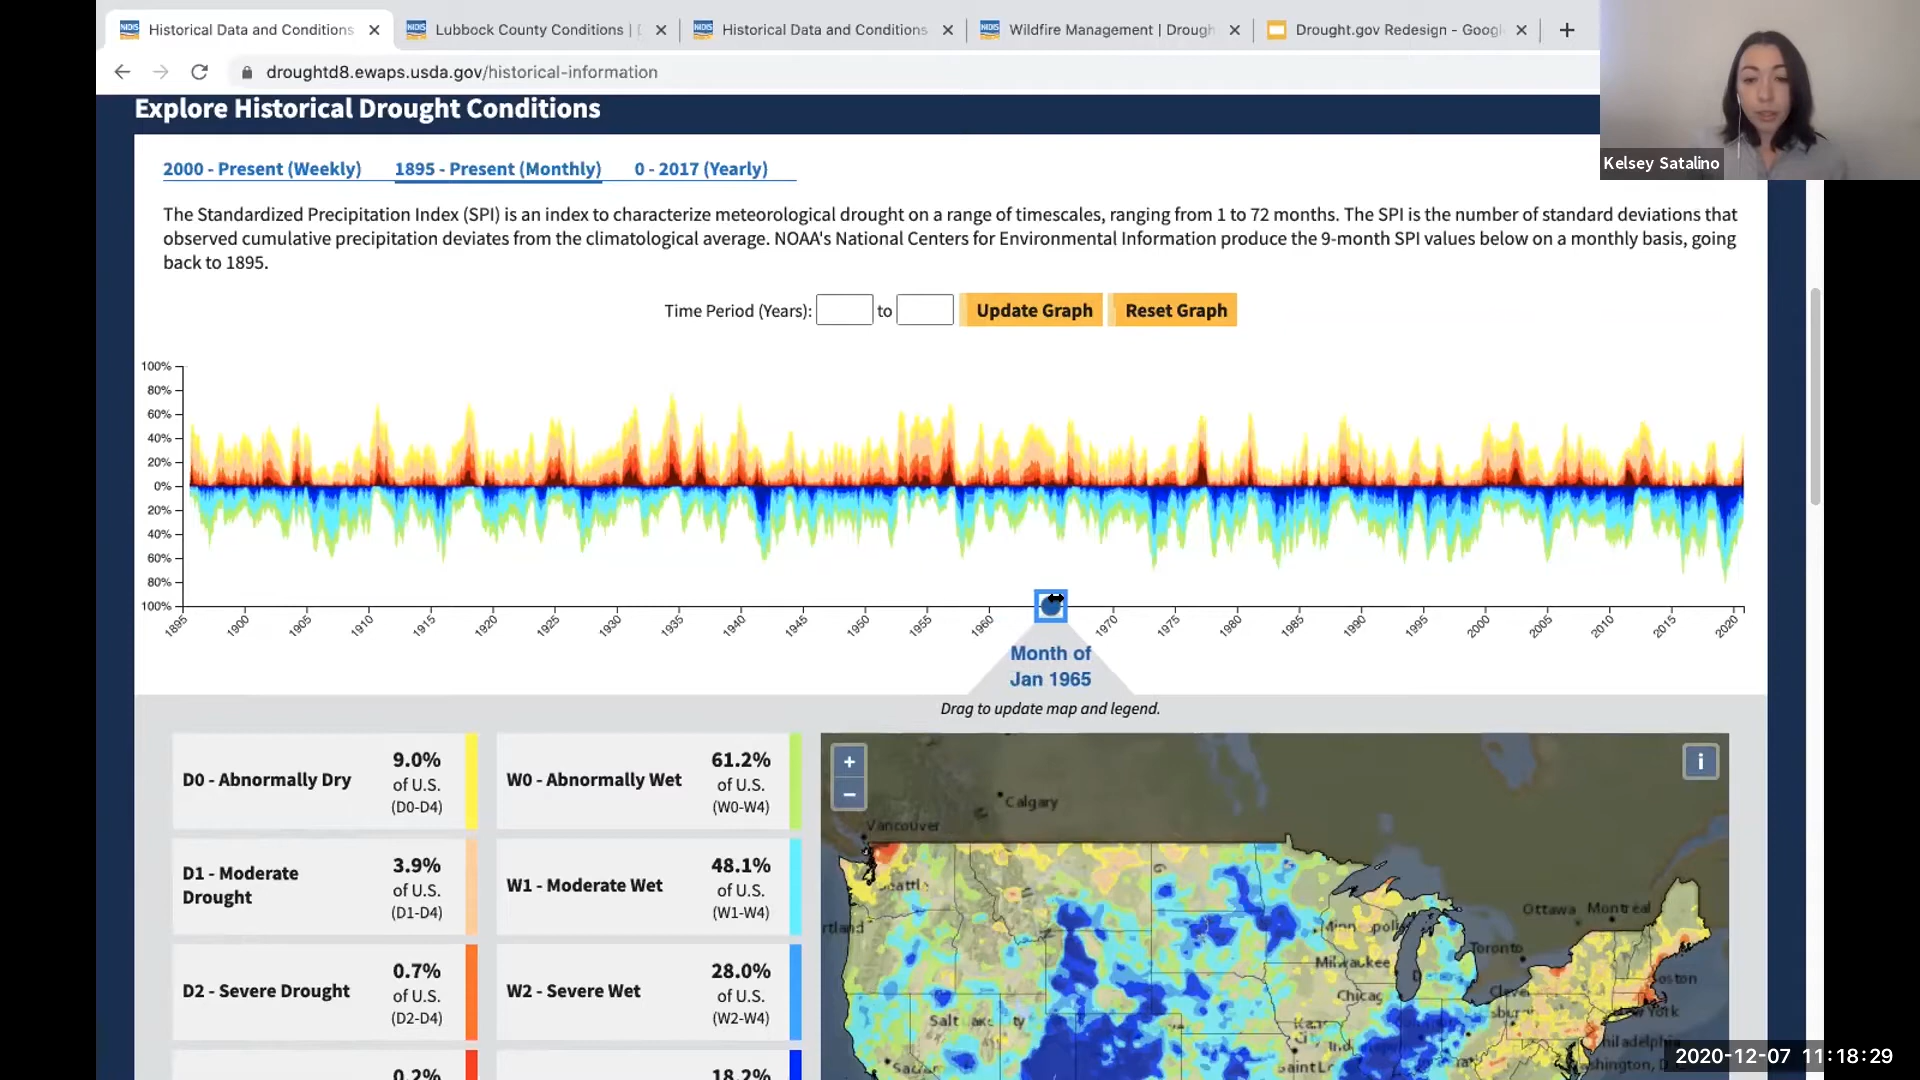 Historical Data and Conditions
Lubbock County Conditions |
Historical Data and Conditions
Wildfire Management | Drough
Drought.gov Redesign - Googl
droughtd8.ewaps.usda.gov/historical-information
Kelsey Satalino
Explore Historical Drought Conditions
2000 - Present (Weekly)
1895 - Present (Monthly)
0 - 2017 (Yearly)
The Standardized Precipitation Index (SPI) is an index to characterize meteorological drought on a range of timescales, ranging from 1 to 72 months. The SPI is the number of standard deviations that
observed cumulative precipitation deviates from the climatological average. NOAA's National Centers for Environmental Information produce the 9-month SPI values below on a monthly basis, going
back to 1895.
Time Period (Years): to Update Graph Reset Graph
100%
80%
60%
40%
20%
0%
20%
40%
60%
80%
100%
1895 1900 1905 1910 1915 1920 1925 1930 1935 1940 1945 1950 1955 1960 1970 1975 1980 1985 1990 1995 2000 2005 2010 2015 2020
Month of
Jan 1965
Drag to update map and legend.
D0 - Abnormally Dry
9.0%
of U.S.
(D0-D4)
W0 - Abnormally Wet
61.2%
of U.S.
(W0-W4)
D1 - Moderate
Drought
3.9%
of U.S.
(D1-D4)
W1 - Moderate Wet
48.1%
of U.S.
(W1-W4)
D2 - Severe Drought
0.7%
of U.S.
(D2-D4)
W2 - Severe Wet
28.0%
of U.S.
(W2-W4)
0.2%
18.2%
+
−
i
Calgary
Vancouver
Ottawa
Montréal
Toronto
Milwaukee
Chicag
2020-12-07 11:18:29